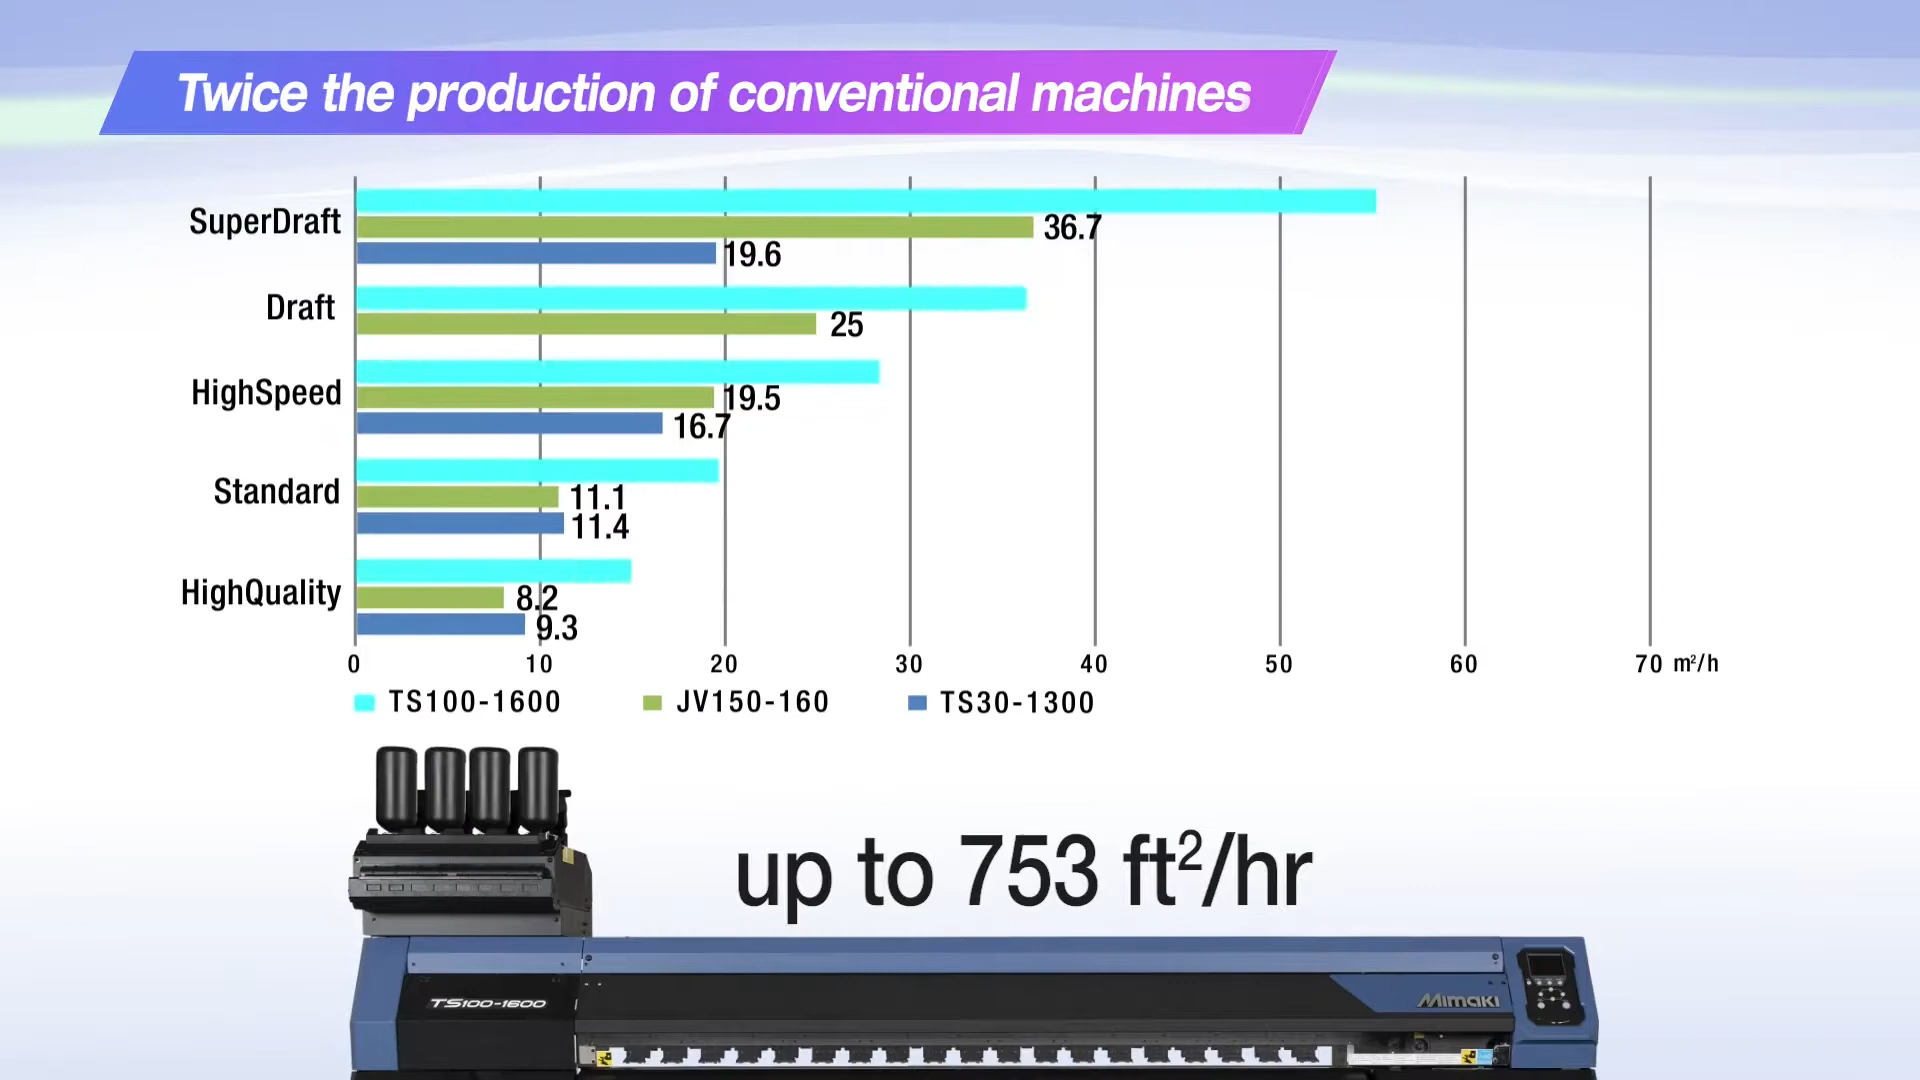 Twice the production of conventional machines
SuperDraft
36.7
19.6
Draft
25
HighSpeed
19.5
16.7
Standard
11.1
11.4
HighQuality
8.2
9.3
0 10 20 30 40 50 60 70 m²/h
TS100-1600 JV150-160 TS30-1300
up to 753 ft²/hr
TS100-1600
Mimaki